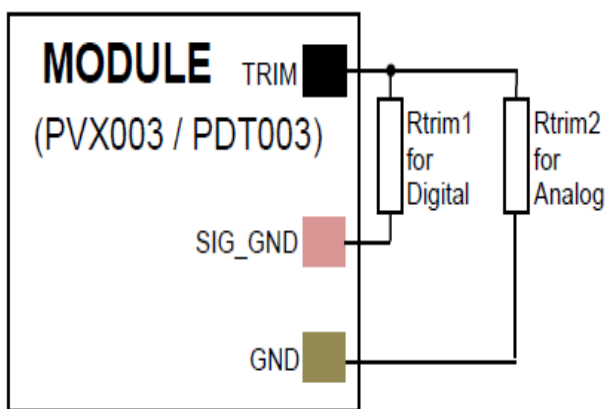 MODULE
(PVX003 / PDT003)
TRIM
Rtrim1
for
Digital
Rtrim2
for
Analog
SIG_GND
GND